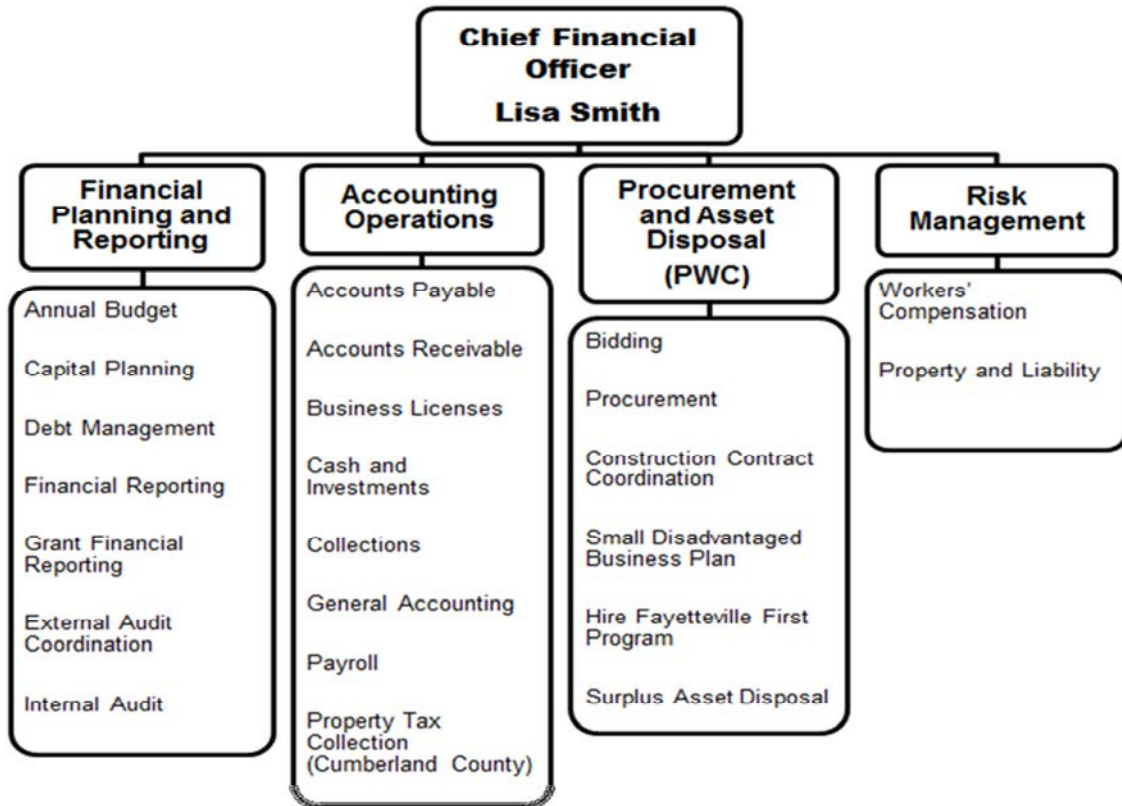 Chief Financial
Officer
Lisa Smith
Financial
Planning and
Reporting
Annual Budget
Capital Planning
Debt Management
Financial Reporting
Grant Financial
Reporting
External Audit
Coordination
Internal Audit
Accounting
Operations
Accounts Payable
Accounts Receivable
Business Licenses
Cash and
Investments
Collections
General Accounting
Payroll
Property Tax
Collection
(Cumberland County)
Procurement
and Asset
Disposal
(PWC)
Bidding
Procurement
Construction Contract
Coordination
Small Disadvantaged
Business Plan
Hire Fayetteville First
Program
Surplus Asset Disposal
Risk
Management
Workers'
Compensation
Property and Liability